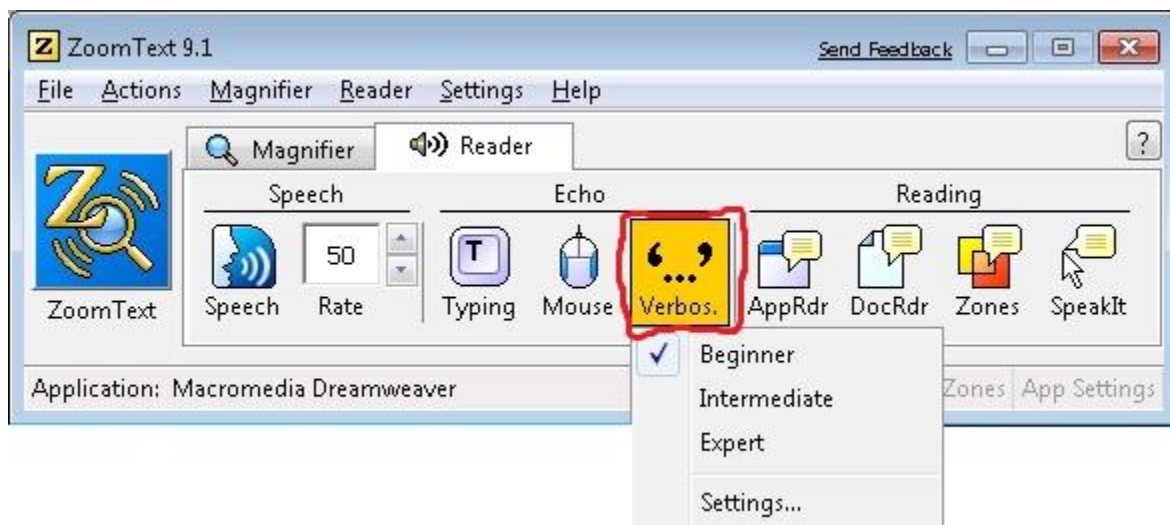 ZoomText 9.1 Send Feedback
File Actions Magnifier Reader Settings Help
Magnifier Reader ?
Speech Echo Reading
50
ZoomText Speech Rate Typing Mouse Verbos. AppRdr DocRdr Zones SpeakIt
Beginner
Application: Macromedia Dreamweaver Zones App Settings
Intermediate
Expert
Settings...